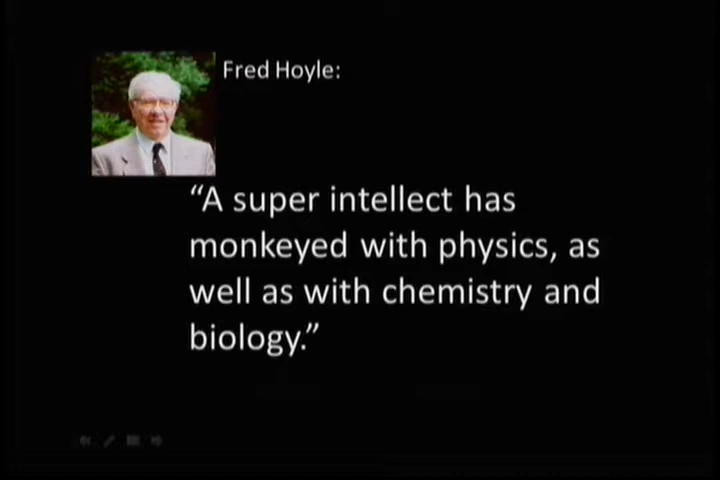 Fred Hoyle:
“A super intellect has
monkeyed with physics, as
well as with chemistry and
biology.”